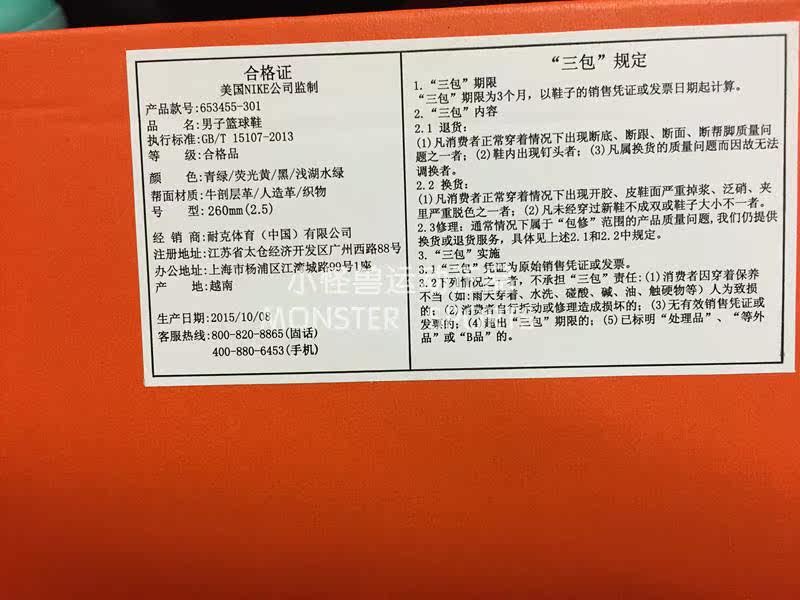 合格证
美国NIKE公司监制
产品款号:653455-301
品 名:男子篮球鞋
执行标准:GB/T 15107-2013
等 级:合格品
颜 色:青绿/荧光黄/黑/浅湖水绿
帮面材质:牛剖层革/人造革/织物
号 型:260mm(2.5)
经 销 商:耐克体育（中国）有限公司
注册地址:江苏省太仓经济开发区广州西路88号
办公地址:上海市杨浦区江湾城路99号1座
产 地:越南
生产日期:2015/10/08
客服热线:800-820-8865(固话)
400-880-6453(手机)
“三包”规定
1.“三包”期限
“三包”期限为3个月，以鞋子的销售凭证或发票日期起计算。
2.“三包”内容
2.1 退货:
(1)凡消费者正常穿着情况下出现断底、断跟、断面、断帮脚质量问
题之一者；(2)鞋内出现钉头者；(3)凡属换货的质量问题而因故无法
调换者。
2.2 换货:
(1)凡消费者正常穿着情况下出现开胶、皮鞋面严重掉浆、泛硝、夹
里严重脱色之一者；(2)凡未经穿过新鞋不成双或鞋子大小不一者。
2.3修理：通常情况下属于“包修”范围的产品质量问题,我们仍提供
换货或退货服务，具体见上述2.1和2.2中规定。
3.“三包”实施
3.1“三包”凭证为原始销售凭证或发票。
3.2下列情况之一者，不承担“三包”责任:(1)消费者因穿着保养
不当（如:雨天穿着、水洗、碰酸、碱、油、触硬物等）人为致损
的；(2)消费者自行拆动或修理造成损坏的；(3)无有效销售凭证或
发票的；(4)超出“三包”期限的；(5)已标明“处理品”、“等外
品”或“B品”的。
小怪兽运
MONSTER